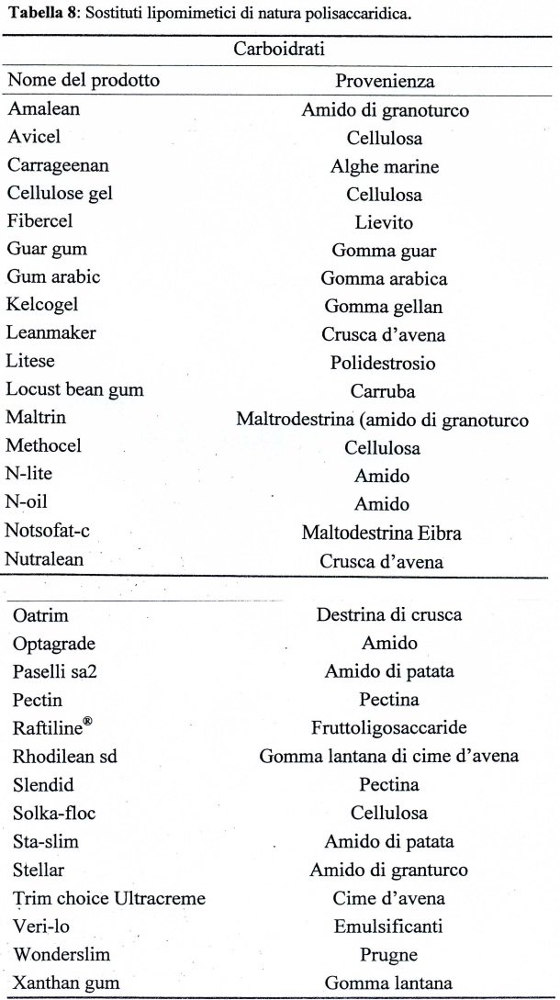 Tabella 8: Sostituti lipomimetici di natura polisaccaridica.
Carboidrati
Nome del prodotto Provenienza
Amalean Amido di granoturco
Avicel Cellulosa
Carrageenan Alghe marine
Cellulose gel Cellulosa
Fibercel Lievito
Guar gum Gomma guar
Gum arabic Gomma arabica
Kelcogel Gomma gellan
Leanmaker Crusca d'avena
Litese Polidestrosio
Locust bean gum Carruba
Maltrin Maltrodestrina (amido di granoturco
Methocel Cellulosa
N-lite Amido
N-oil Amido
Notsofat-c Maltodestrina Eibra
Nutralean Crusca d'avena
Oatrim Destrina di crusca
Optagrade Amido
Paselli sa2 Amido di patata
Pectin Pectina
Raftiline® Fruttoligosaccaride
Rhodilean sd Gomma lantana di cime d'avena
Slendid Pectina
Solka-floc Cellulosa
Sta-slim Amido di patata
Stellar Amido di granturco
Trim choice Ultracreme Cime d'avena
Veri-lo Emulsificanti
Wonderslim Prugne
Xanthan gum Gomma lantana